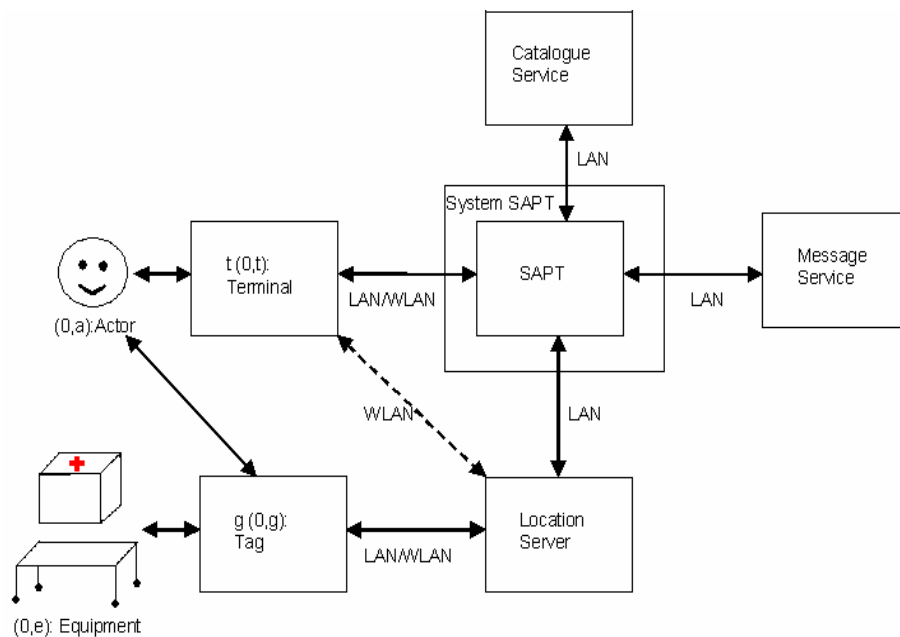 Catalogue
Service
LAN
System SAPT
t (0,t):
Terminal
SAPT
Message
Service
LAN/WLAN
LAN
(0,a):Actor
WLAN
LAN
g (0,g):
Tag
Location
Server
LAN/WLAN
(0,e): Equipment